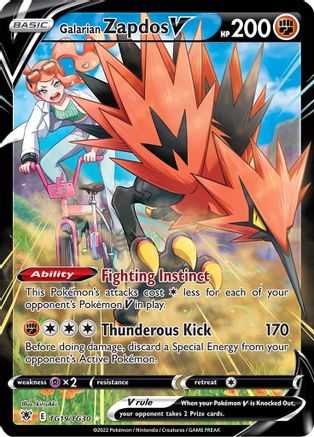 BASIC
Galarian Zapdos V HP 200
Ability Fighting Instinct
This Pokémon's attacks cost less for each of your
opponent's Pokémon V in play.
Thunderous Kick 170
Before doing damage, discard a Special Energy from your
opponent's Active Pokémon.
weakness ×2 resistance retreat
Illus. kirisAki
E TG19/TG30
V rule When your Pokémon V is Knocked Out,
your opponent takes 2 Prize cards.
©2022 Pokémon / Nintendo / Creatures / GAME FREAK